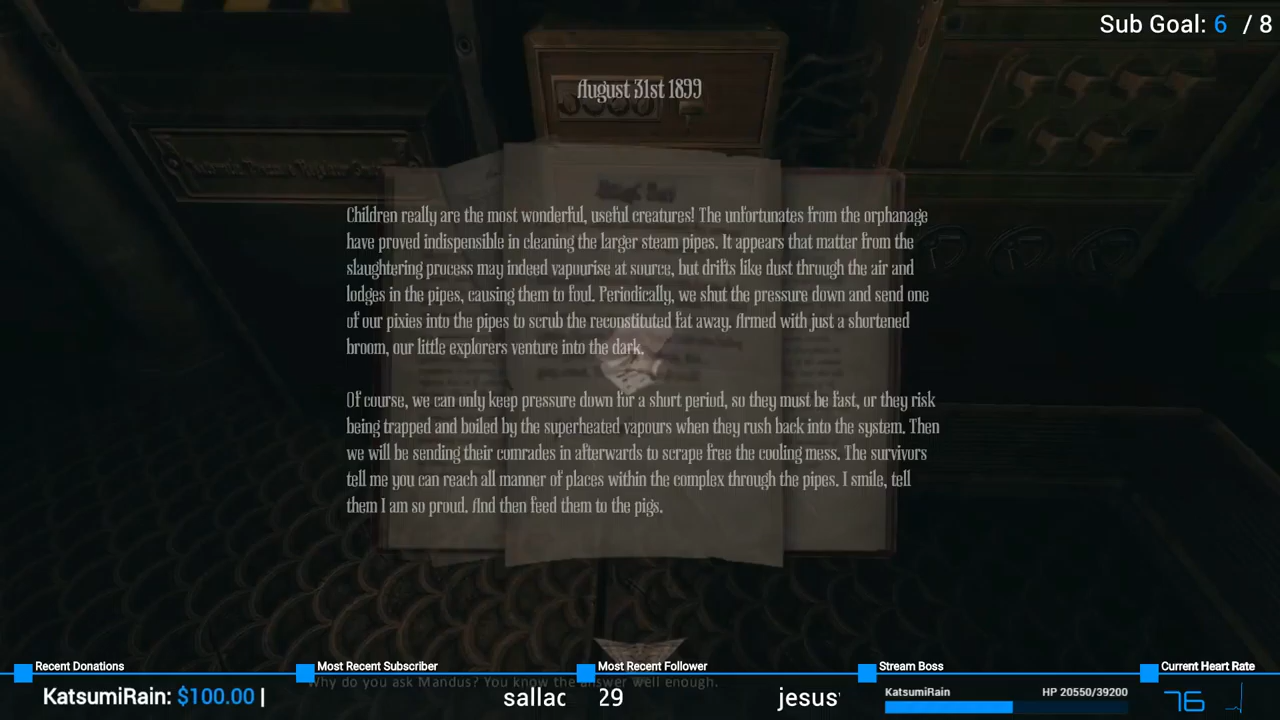 Sub Goal: 6 / 8
August 31st 1899
Children really are the most wonderful, useful creatures! The unfortunates from the orphanage
have proved indispensible in cleaning the larger steam pipes. It appears that matter from the
slaughtering process may indeed vapourise at source, but drifts like dust through the air and
lodges in the pipes, causing them to foul. Periodically, we shut the pressure down and send one
of our pixies into the pipes to scrub the reconstituted fat away. Armed with just a shortened
broom, our little explorers venture into the dark.
Of course, we can only keep pressure down for a short period, so they must be fast, or they risk
being trapped and boiled by the superheated vapours when they rush back into the system. Then
we will be sending their comrades in afterwards to scrape free the cooling mess. The survivors
tell me you can reach all manner of places within the complex through the pipes. I smile, tell
them I am so proud. And then feed them to the pigs.
Why do you ask Mandus? You know the answer well enough.
Recent Donations
KatsumiRain: $100.00 |
Most Recent Subscriber
sallac
Most Recent Follower
29 jesus
Stream Boss
KatsumiRain HP 20550/39200
Current Heart Rate
76